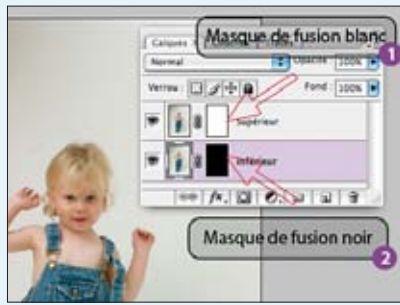 Masque de fusion blanc
1
Calques
Normal
Opacité : 100%
Verrou :
Fond : 100%
Supérieur
Inférieur
fx.
Masque de fusion noir
2